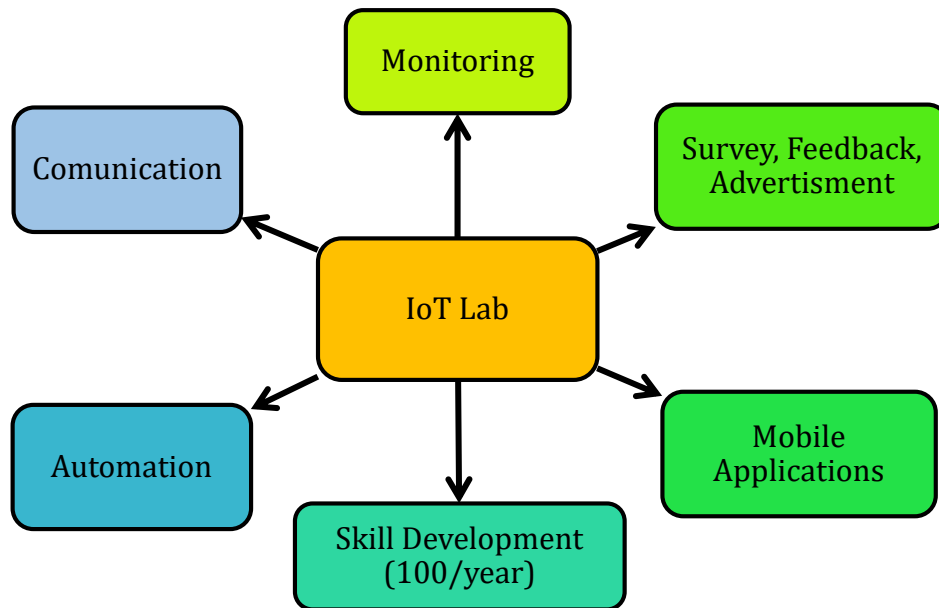 Monitoring
Comunication
Survey, Feedback,
Advertisment
IoT Lab
Automation
Mobile
Applications
Skill Development
(100/year)